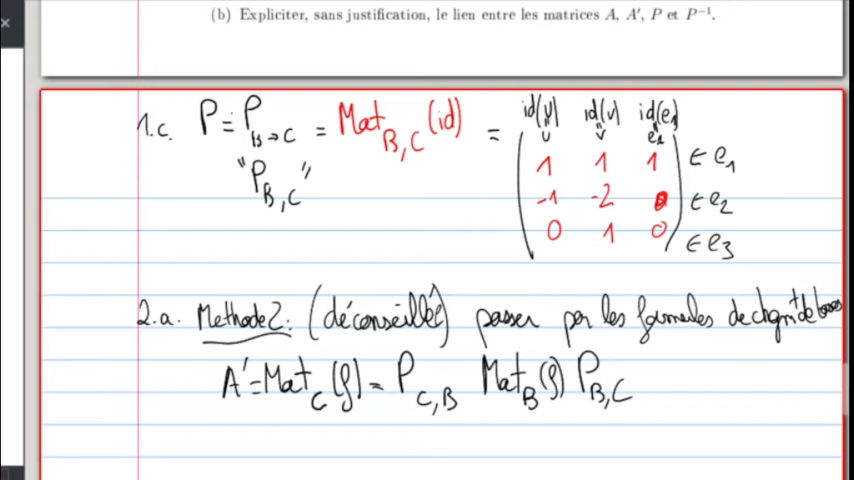 (b) Expliciter, sans justification, le lien entre les matrices A, A′, P et P⁻¹.
id(u) id(v) id(e₁)
u v e₁
1.c. P = P_{B→C} = Mat_{B,C}(id) =
"P_{B,C}"
1 1 1 ← e₁
-1 -2 0 ← e₂
0 1 0 ← e₃
2.a. Methode 2: (déconseillée) passer par les formules de chgmt de bases
A' = Mat_C(f) = P_{C,B} Mat_B(f) P_{B,C}